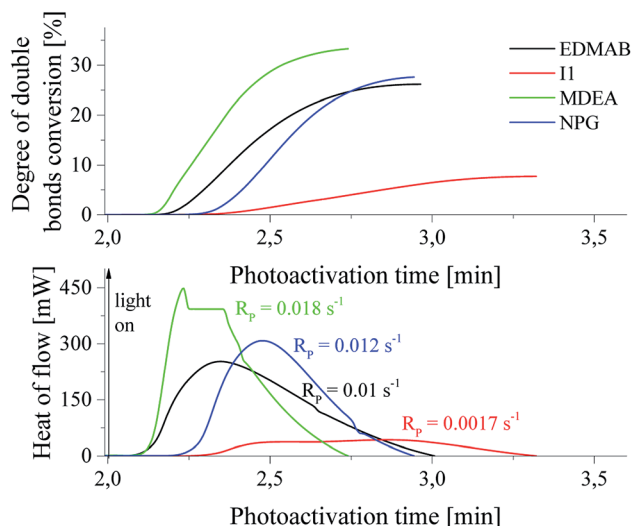 Degree of double
bonds conversion [%]
30
20
10
0
EDMAB
I1
MDEA
NPG
2,0
2,5
3,0
3,5
Photoactivation time [min]
Heat of flow [mW]
450
300
150
0
light
on
R_P = 0.018 s⁻¹
R_P = 0.012 s⁻¹
R_P = 0.01 s⁻¹
R_P = 0.0017 s⁻¹
2,0
2,5
3,0
3,5
Photoactivation time [min]